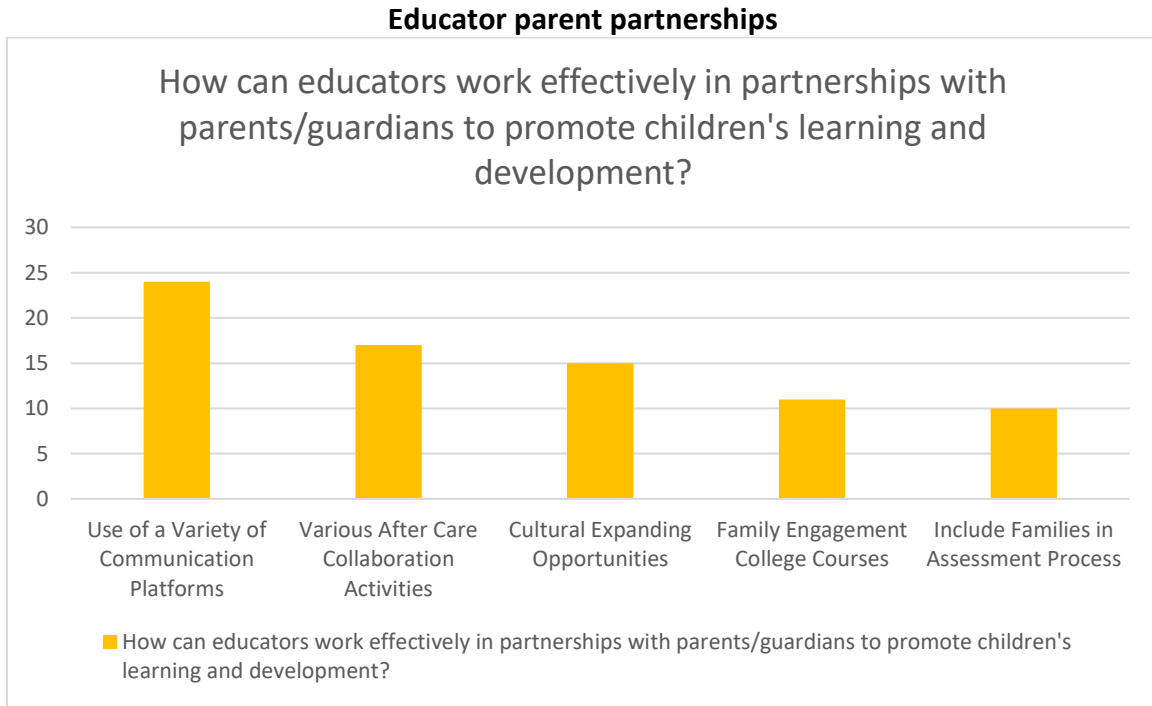 Educator parent partnerships
How can educators work effectively in partnerships with
parents/guardians to promote children's learning and
development?
30
25
20
15
10
5
0
Use of a Variety of
Communication
Platforms
Various After Care
Collaboration
Activities
Cultural Expanding
Opportunities
Family Engagement
College Courses
Include Families in
Assessment Process
How can educators work effectively in partnerships with parents/guardians to promote children's
learning and development?